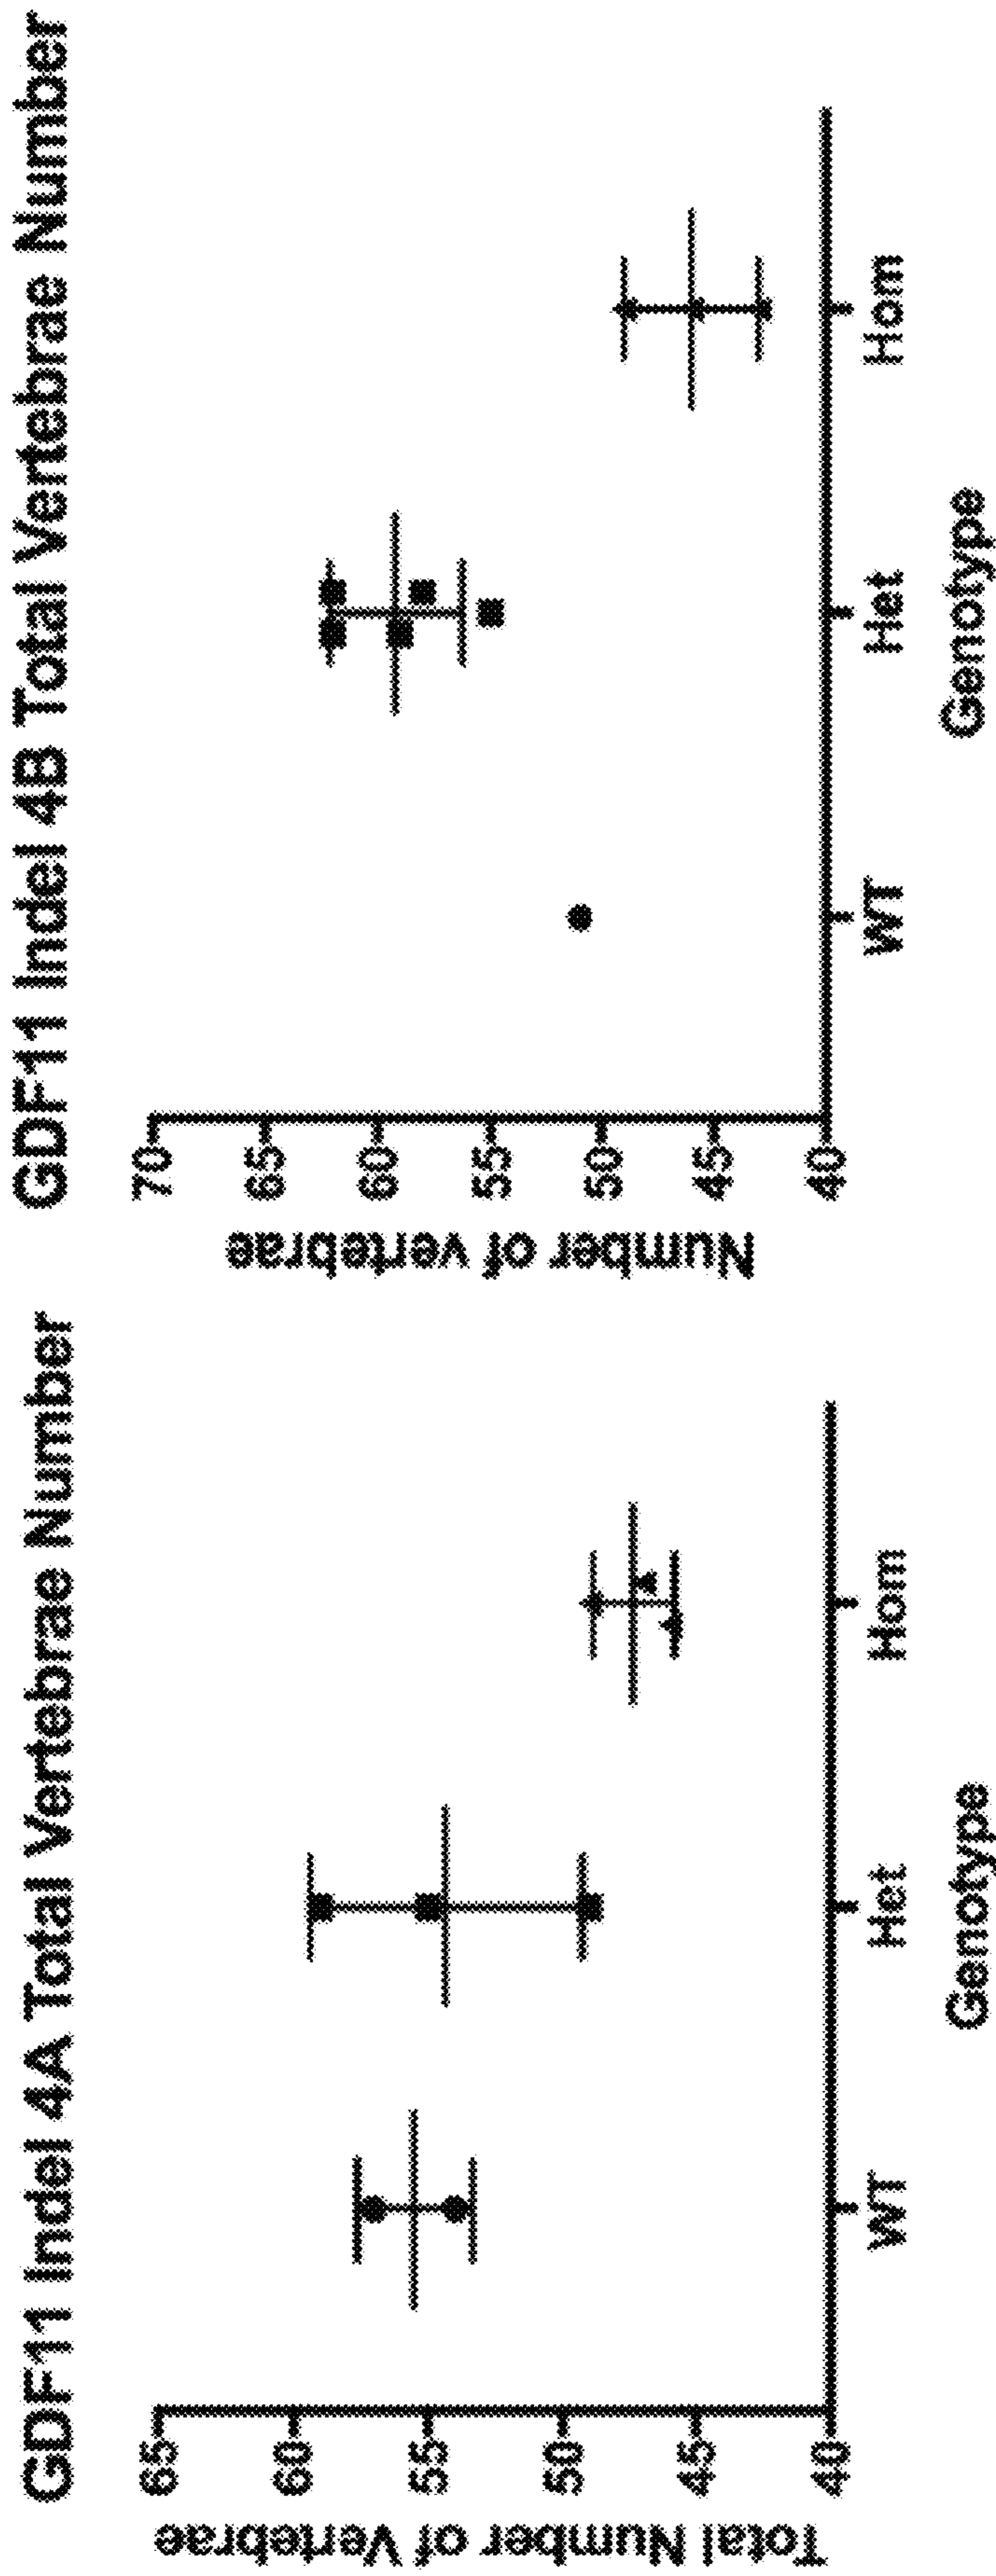 GDF11 Indel 4A Total Vertebrae Number
Total Number of Vertebrae
65
60
55
50
45
40
WT
Het
Hom
Genotype
GDF11 Indel 4B Total Vertebrae Number
Number of vertebrae
70
65
60
55
50
45
40
WT
Het
Hom
Genotype